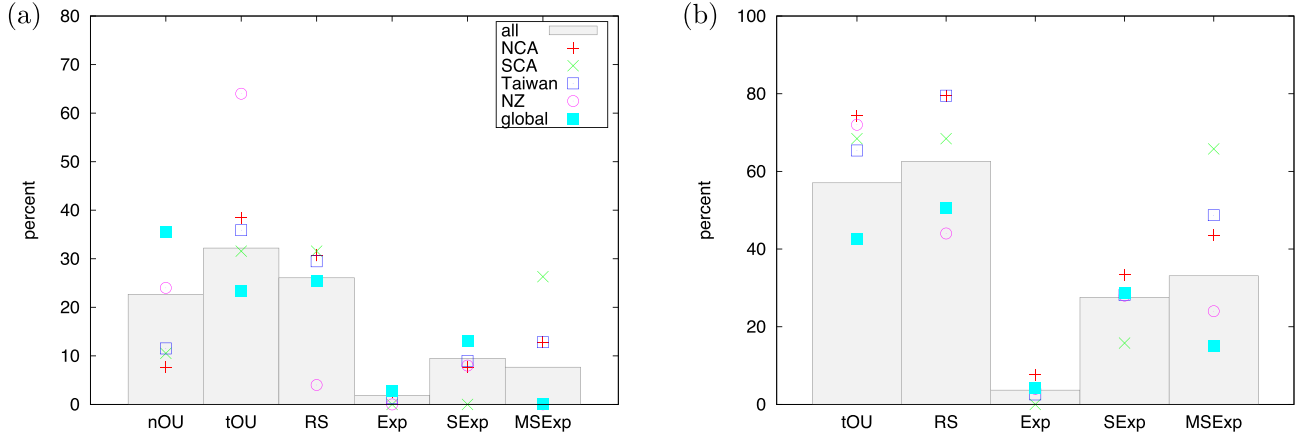 (a)
80
70
60
50
40
30
20
10
0
percent
all
NCA
SCA
Taiwan
NZ
global
nOU tOU RS Exp SExp MSExp
(b)
100
80
60
40
20
0
percent
tOU RS Exp SExp MSExp